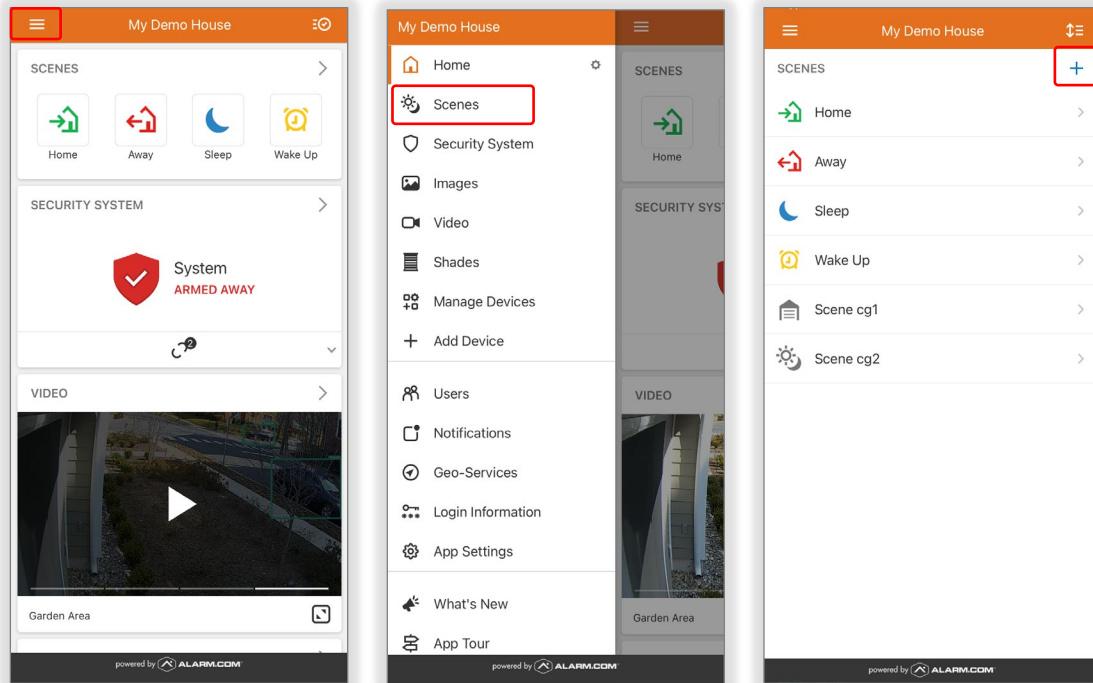 My Demo House
SCENES
Home
Away
Sleep
Wake Up
SECURITY SYSTEM
System
ARMED AWAY
2
VIDEO
Garden Area
powered by ALARM.COM
My Demo House
Home
Scenes
Security System
Images
Video
Shades
Manage Devices
Add Device
Users
Notifications
Geo-Services
Login Information
App Settings
What's New
App Tour
SCENES
Home
SECURITY SYST
VIDEO
Garden Area
powered by ALARM.COM
My Demo House
SCENES
Home
Away
Sleep
Wake Up
Scene cg1
Scene cg2
powered by ALARM.COM